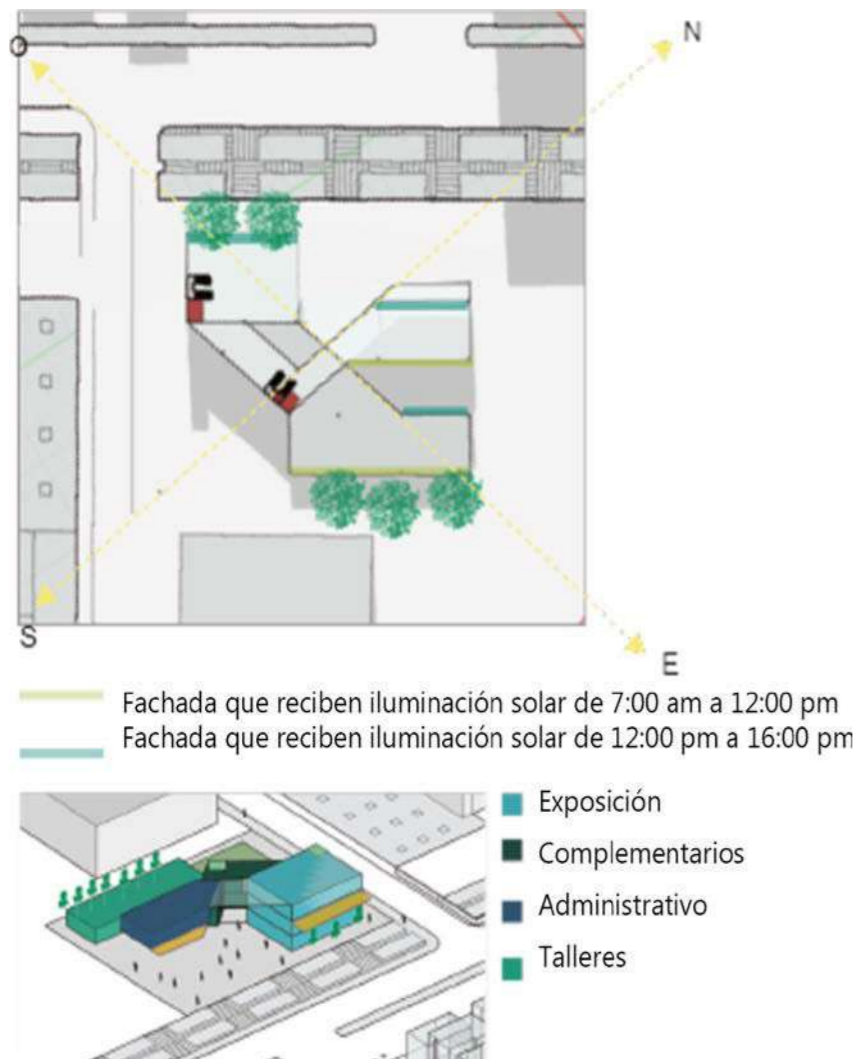 N
O
S
E
Fachada que reciben iluminación solar de 7:00 am a 12:00 pm
Fachada que reciben iluminación solar de 12:00 pm a 16:00 pm
Exposición
Complementarios
Administrativo
Talleres